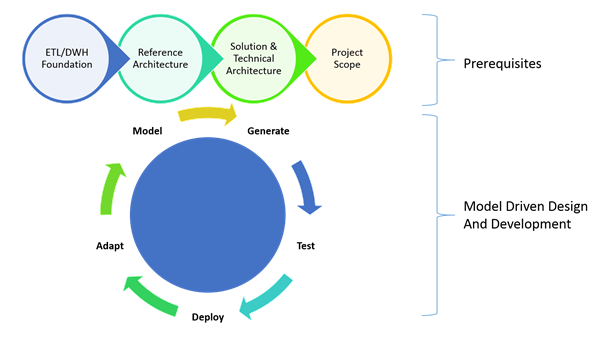 ETL/DWH
Foundation
Reference
Architecture
Solution &
Technical
Architecture
Project
Scope
Prerequisites
Model
Generate
Test
Deploy
Adapt
Model Driven Design
And Development